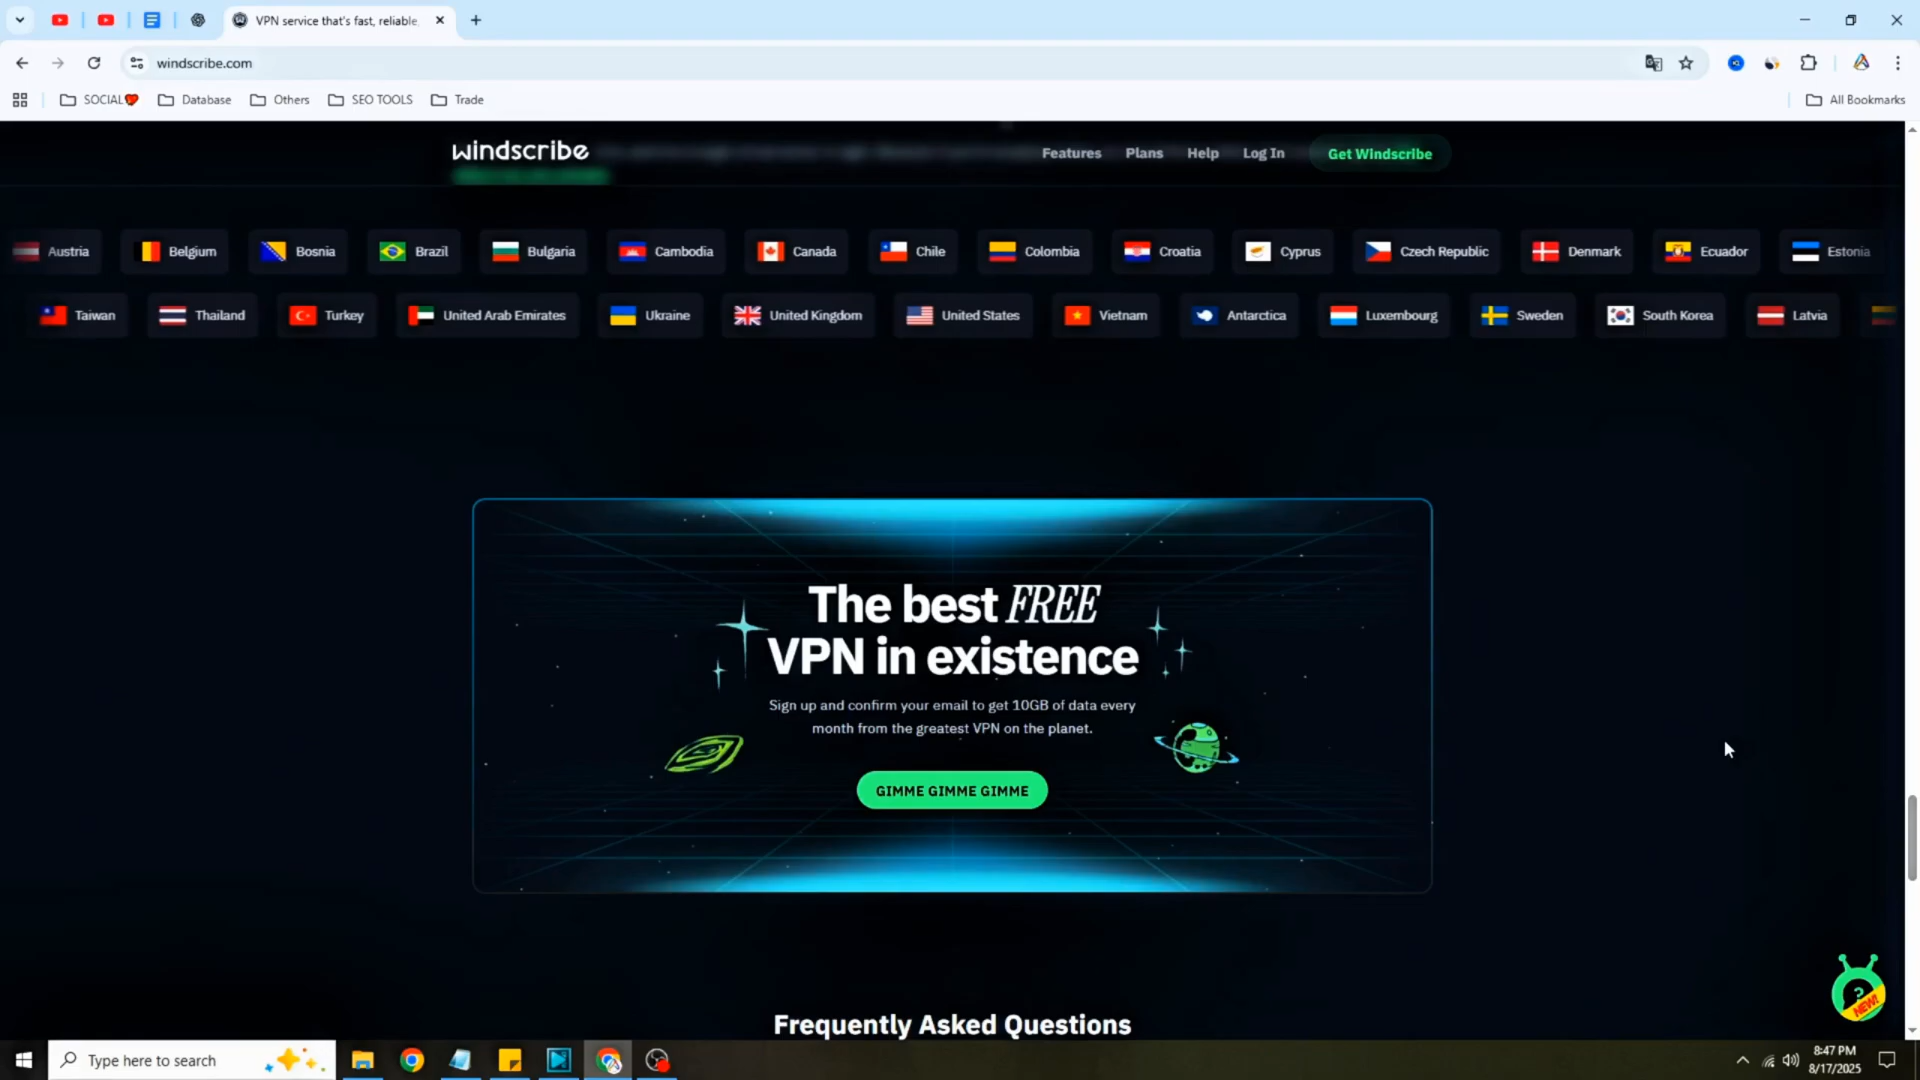 VPN service that's fast, reliable,
windscribe.com
SOCIAL
Database
Others
SEO TOOLS
Trade
All Bookmarks
windscribe
Features
Plans
Help
Log In
Get Windscribe
Austria
Belgium
Bosnia
Brazil
Bulgaria
Cambodia
Canada
Chile
Colombia
Croatia
Cyprus
Czech Republic
Denmark
Ecuador
Estonia
Taiwan
Thailand
Turkey
United Arab Emirates
Ukraine
United Kingdom
United States
Vietnam
Antarctica
Luxembourg
Sweden
South Korea
Latvia
The best FREE
VPN in existence
Sign up and confirm your email to get 10GB of data every
month from the greatest VPN on the planet.
GIMME GIMME GIMME
?
NEW!
Frequently Asked Questions
Type here to search
8:47 PM
8/17/2025